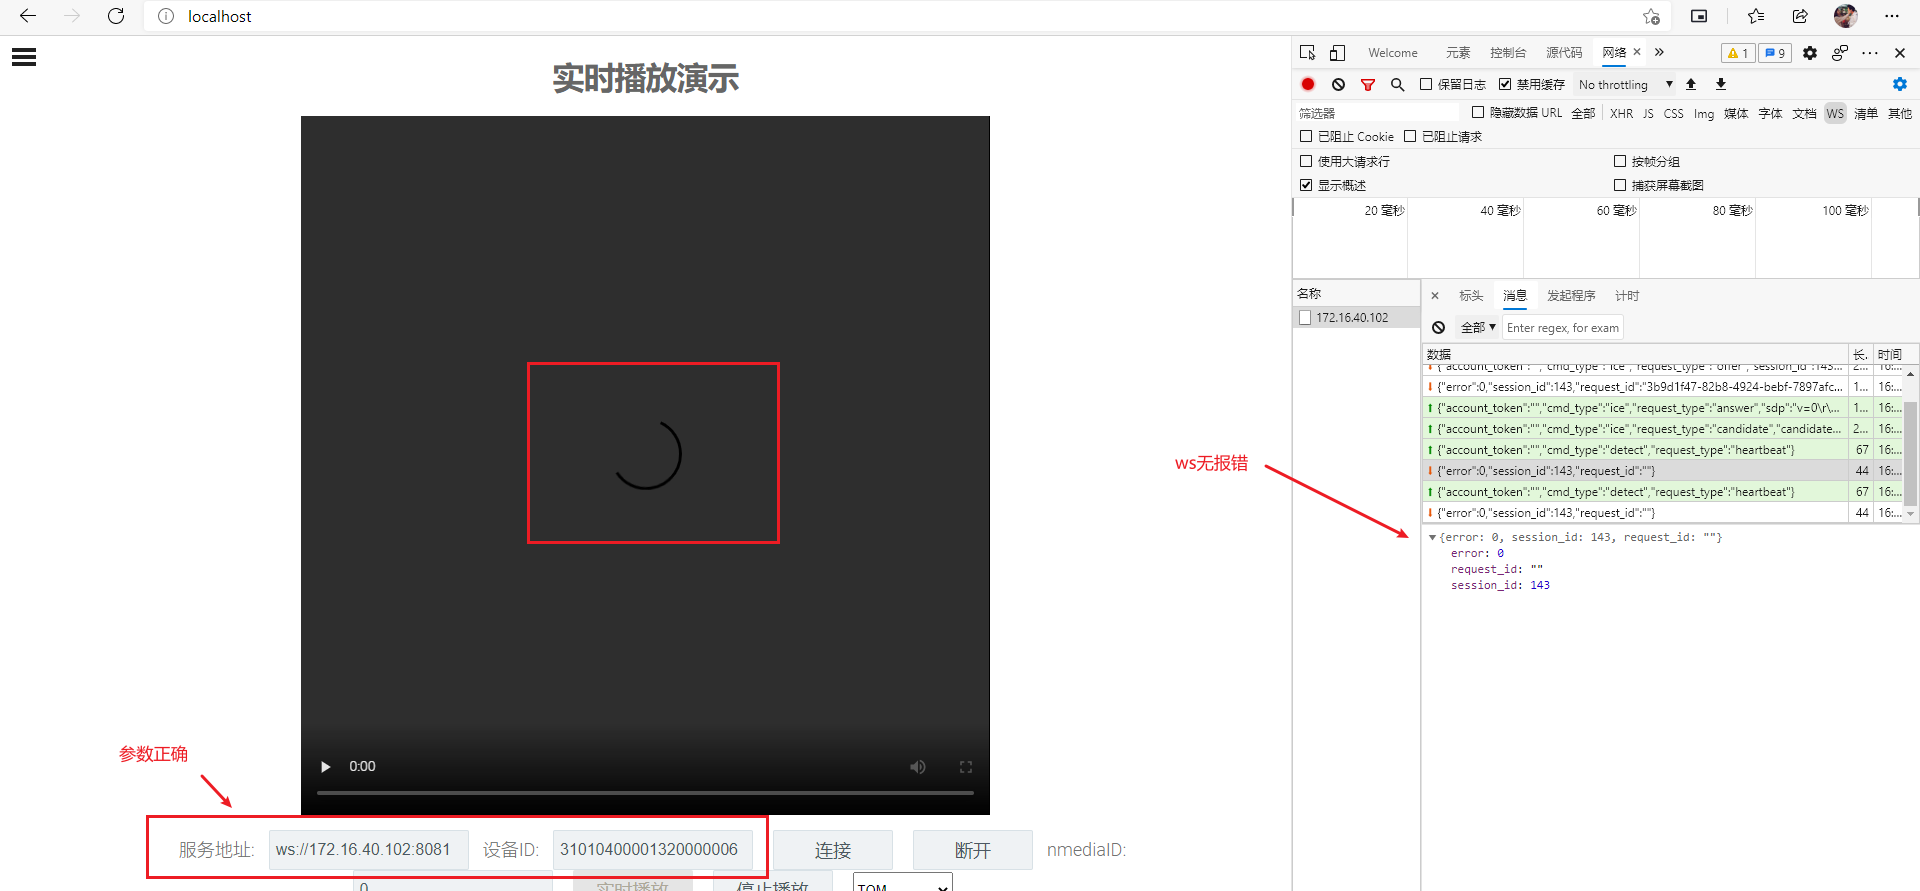 localhost
实时播放演示
0:00
参数正确
服务地址: ws://172.16.40.102:8081 设备ID: 31010400001320000006 连接 断开 nmediaID:
0 实时播放 停止播放 TOM
ws无报错
Welcome 元素 控制台 源代码 网络 × » 1 9
保留日志 禁用缓存 No throttling
筛选器 隐藏数据 URL 全部 XHR JS CSS Img 媒体 字体 文档 WS 清单 其他
已阻止 Cookie 已阻止请求
使用大请求行 按帧分组
显示概述 捕获屏幕截图
20 毫秒 40 毫秒 60 毫秒 80 毫秒 100 毫秒
名称
172.16.40.102
× 标头 消息 发起程序 计时
全部 Enter regex, for exam
数据 长. 时间
{"account_token":"","cmd_type":"ice","request_type":"offer","session_id":143... 2... 16:...
{"error":0,"session_id":143,"request_id":"3b9d1f47-82b8-4924-bebf-7897afc... 1... 16:...
{"account_token":"","cmd_type":"ice","request_type":"answer","sdp":"v=0\r\... 1... 16:...
{"account_token":"","cmd_type":"ice","request_type":"candidate","candidate... 2... 16:...
{"account_token":"","cmd_type":"detect","request_type":"heartbeat"} 67 16:...
{"error":0,"session_id":143,"request_id":""} 44 16:...
{"account_token":"","cmd_type":"detect","request_type":"heartbeat"} 67 16:...
{"error":0,"session_id":143,"request_id":""} 44 16:...
{error: 0, session_id: 143, request_id: ""}
error: 0
request_id: ""
session_id: 143